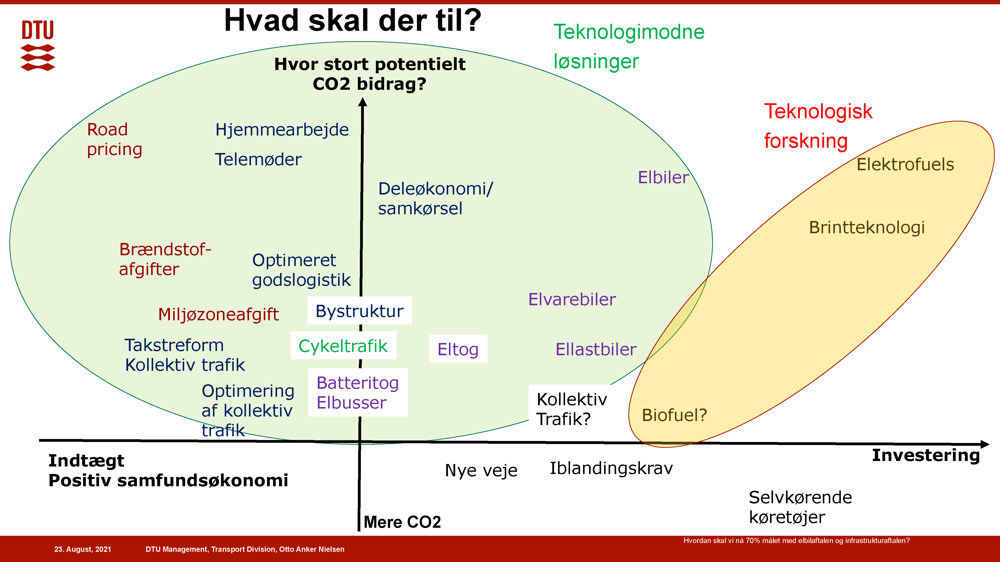 Hvad skal der til?
DTU
Teknologimodne
løsninger
Hvor stort potentielt
CO2 bidrag?
Teknologisk
forskning
Road
pricing
Hjemmearbejde
Telemøder
Deleøkonomi/
samkørsel
Elbiler
Elektrofuels
Brintteknologi
Brændstof-
afgifter
Optimeret
godslogistik
Elvarebiler
Miljøzoneafgift
Bystruktur
Takstreform
Kollektiv trafik
Cykeltrafik
Eltog
Ellastbiler
Optimering
af kollektiv
trafik
Batteritog
Elbusser
Kollektiv
Trafik?
Biofuel?
Indtægt
Positiv samfundsøkonomi
Investering
Nye veje
Iblandingskrav
Selvkørende
køretøjer
Mere CO2
Hvordan skal vi nå 70% målet med elbilaftalen og infrastrukturaftalen?
23. August, 2021
DTU Management, Transport Division, Otto Anker Nielsen